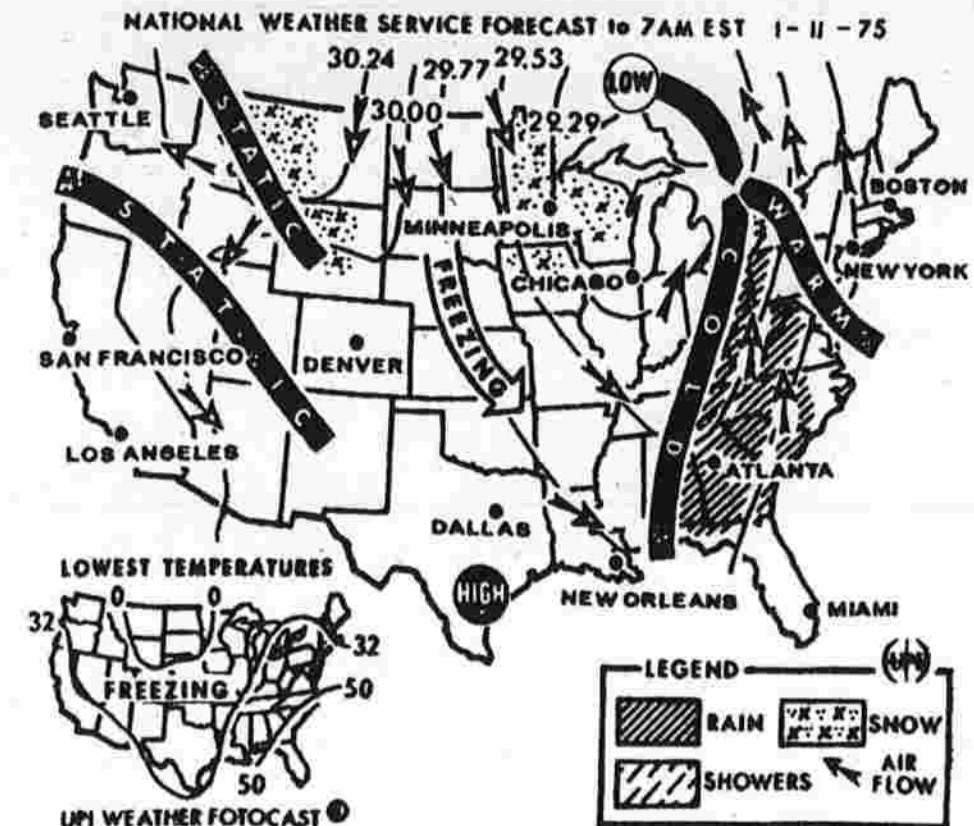 NATIONAL WEATHER SERVICE FORECAST to 7AM EST 1-11-75
30.24
29.77
29.53
LOW
30.00
29.29
SEATTLE
STATIC
BOSTON
STATIC
MINNEAPOLIS
WARM
COLD
NEW YORK
CHICAGO
FREEZING
SAN FRANCISCO
DENVER
LOS ANGELES
ATLANTA
DALLAS
LOWEST TEMPERATURES
HIGH
NEW ORLEANS
MIAMI
0
0
32
32
FREEZING
50
50
LEGEND
UPI
RAIN
SNOW
SHOWERS
AIR
FLOW
UPI WEATHER FOTOCAST